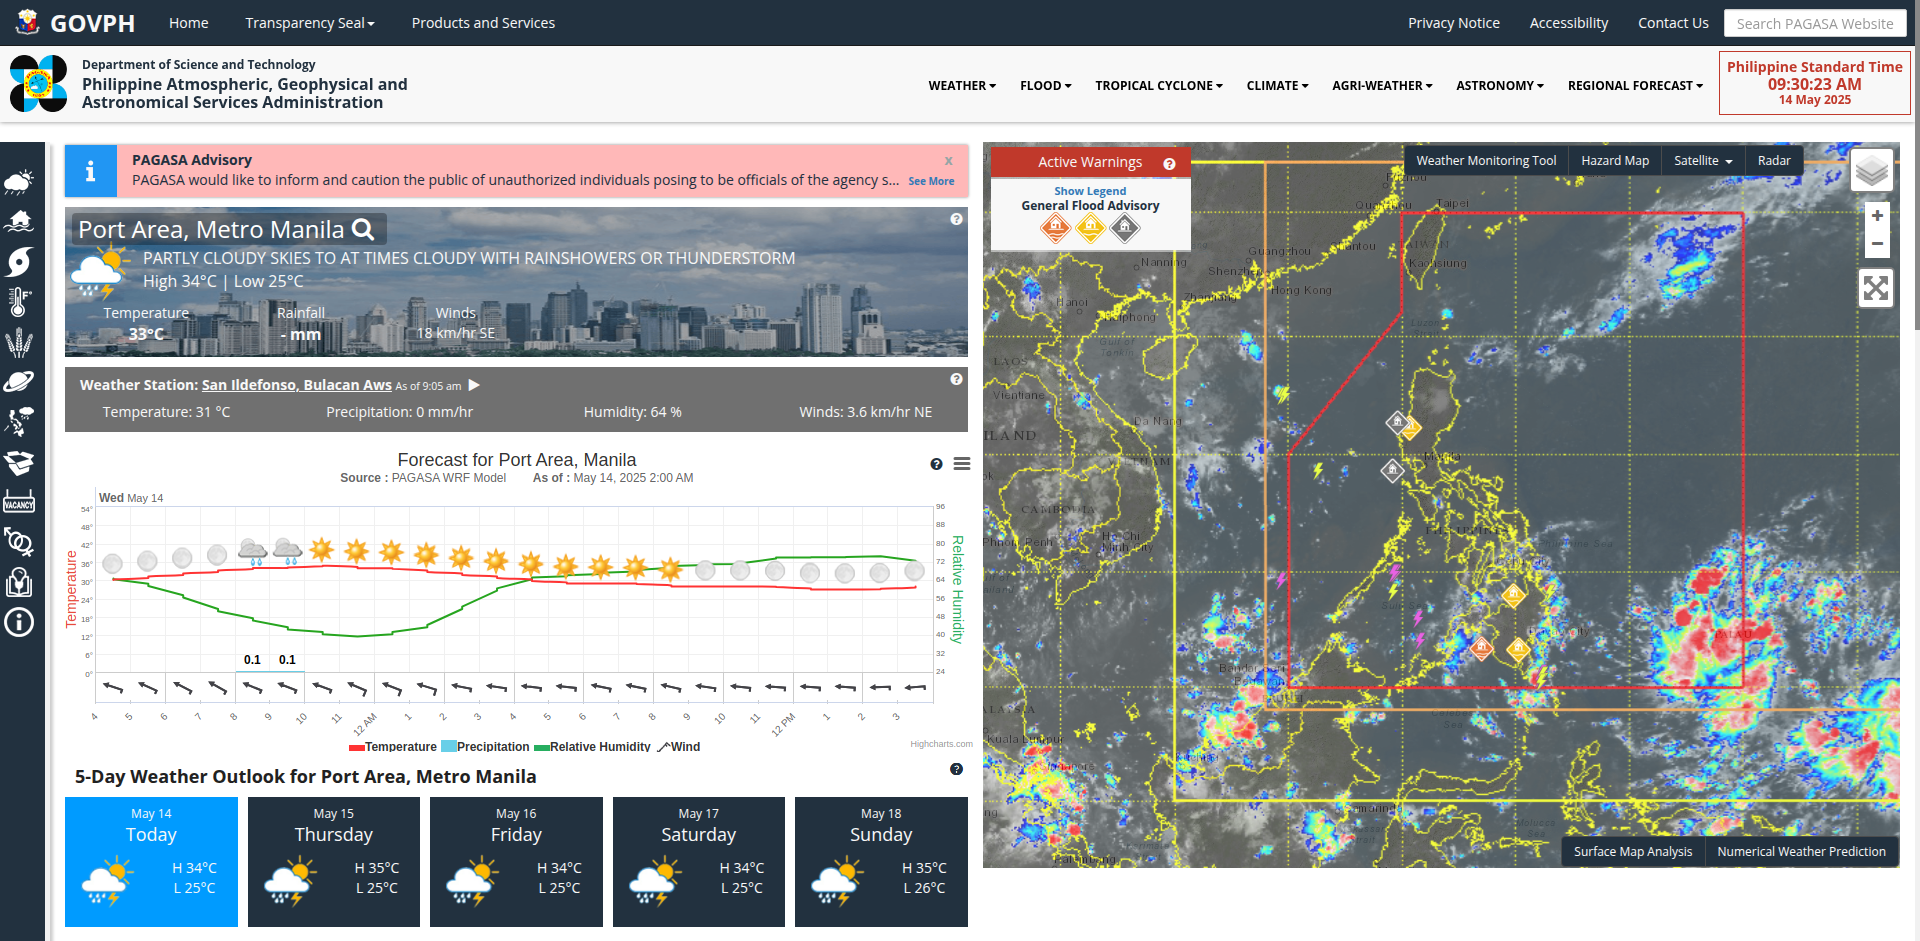 GOVPH
Home
Transparency Seal
Products and Services
Privacy Notice
Accessibility
Contact Us
Search PAGASA Website
Department of Science and Technology
Philippine Atmospheric, Geophysical and
Astronomical Services Administration
WEATHER
FLOOD
TROPICAL CYCLONE
CLIMATE
AGRI-WEATHER
ASTRONOMY
REGIONAL FORECAST
Philippine Standard Time
09:30:23 AM
14 May 2025
VACANCY
PAGASA Advisory
x
PAGASA would like to inform and caution the public of unauthorized individuals posing to be officials of the agency s...
See More
Port Area, Metro Manila
PARTLY CLOUDY SKIES TO AT TIMES CLOUDY WITH RAINSHOWERS OR THUNDERSTORM
High 34°C | Low 25°C
Temperature
Rainfall
Winds
33°C
- mm
18 km/hr SE
Weather Station: San Ildefonso, Bulacan Aws As of 9:05 am
Temperature: 31 °C
Precipitation: 0 mm/hr
Humidity: 64 %
Winds: 3.6 km/hr NE
Forecast for Port Area, Manila
Source : PAGASA WRF Model
As of : May 14, 2025 2:00 AM
Wed May 14
Temperature
54°
48°
42°
36°
30°
24°
18°
12°
6°
0°
Relative Humidity
96
88
80
72
64
56
48
40
32
24
0.1
0.1
4
5
6
7
8
9
10
11
12 AM
1
2
3
4
5
6
7
8
9
10
11
12 PM
1
2
3
Temperature
Precipitation
Relative Humidity
Wind
Highcharts.com
5-Day Weather Outlook for Port Area, Metro Manila
May 14
Today
H 34°C
L 25°C
May 15
Thursday
H 35°C
L 25°C
May 16
Friday
H 34°C
L 25°C
May 17
Saturday
H 34°C
L 25°C
May 18
Sunday
H 35°C
L 26°C
Active Warnings
Show Legend
General Flood Advisory
Weather Monitoring Tool
Hazard Map
Satellite
Radar
+
−
Taipei
Guangzhou
Kaohsiung
Nanning
Shenzhen
Hong Kong
Hanoi
Gulf of
Tonkin
LAOS
Vientiane
Da Nang
CAMBODIA
Phnom Penh
Ho Chi
Minh City
Manila
PALAU
Kuala Lumpur
Surface Map Analysis
Numerical Weather Prediction